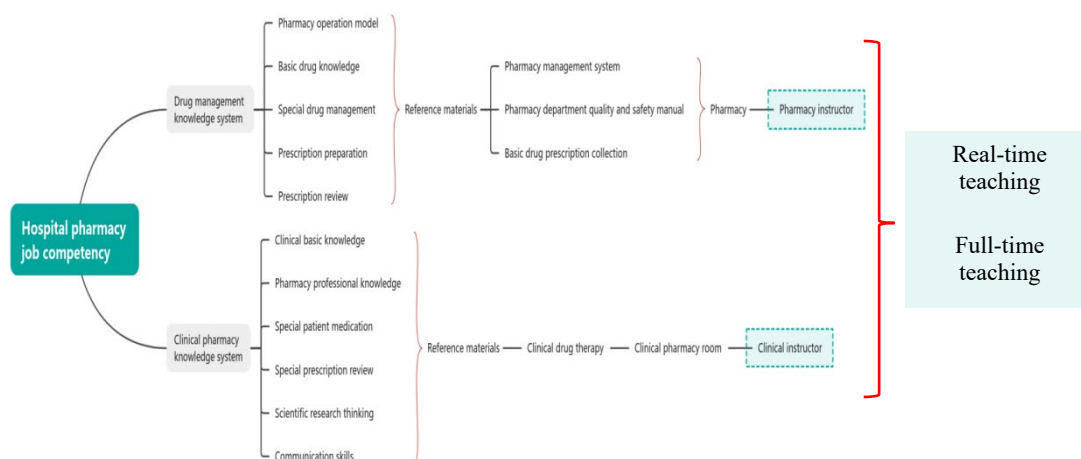 Hospital pharmacy
job competency
Drug management
knowledge system
Pharmacy operation model
Basic drug knowledge
Special drug management
Prescription preparation
Prescription review
Reference materials
Pharmacy management system
Pharmacy department quality and safety manual
Basic drug prescription collection
Pharmacy
Pharmacy instructor
Clinical pharmacy
knowledge system
Clinical basic knowledge
Pharmacy professional knowledge
Special patient medication
Special prescription review
Scientific research thinking
Communication skills
Reference materials
Clinical drug therapy
Clinical pharmacy room
Clinical instructor
Real-time
teaching
Full-time
teaching